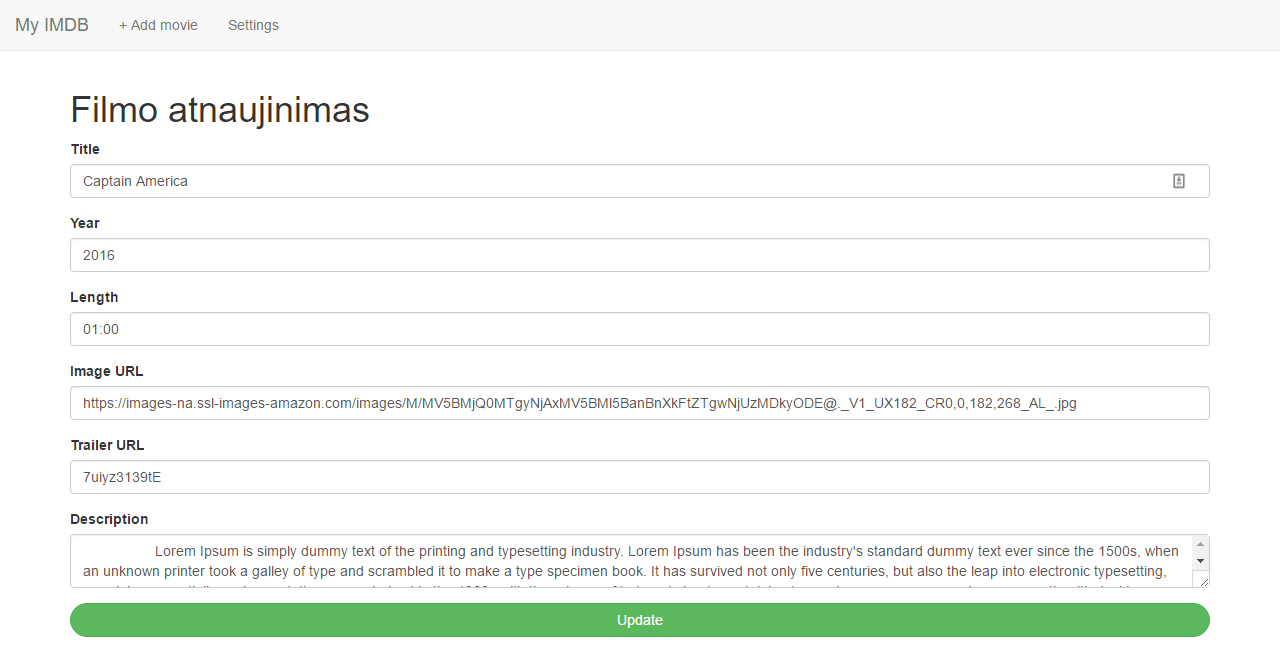 My IMDB + Add movie Settings
Filmo atnaujinimas
Title
Captain America
Year
2016
Length
01:00
Image URL
https://images-na.ssl-images-amazon.com/images/M/MV5BMjQ0MTgyNjAxMV5BMl5BanBnXkFtZTgwNjUzMDkyODE@._V1_UX182_CR0,0,182,268_AL_.jpg
Trailer URL
7uiyz3139tE
Description
Lorem Ipsum is simply dummy text of the printing and typesetting industry. Lorem Ipsum has been the industry's standard dummy text ever since the 1500s, when
an unknown printer took a galley of type and scrambled it to make a type specimen book. It has survived not only five centuries, but also the leap into electronic typesetting,
Update